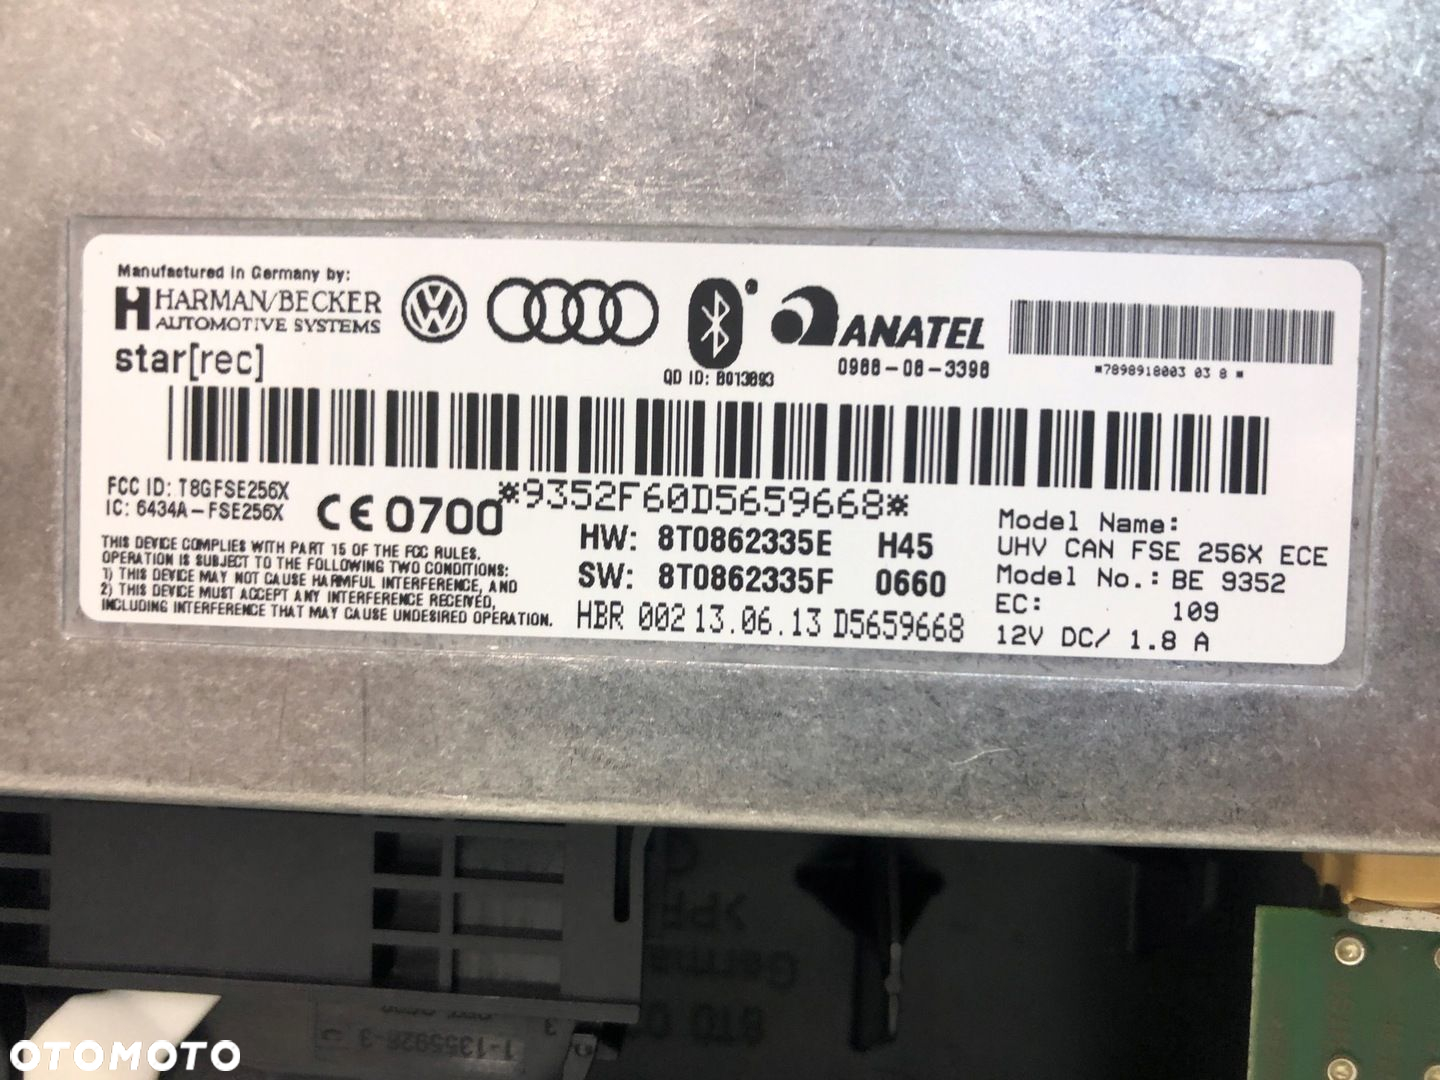 Manufactured in Germany by:
HARMAN/BECKER
AUTOMOTIVE SYSTEMS
star[rec]
ANATEL
QD ID: B013893
0988-08-3398
*7898918003 03 8 *
*9352F60D5659668*
FCC ID: T8GFSE256X
IC: 6434A-FSE256X
CE 0700
THIS DEVICE COMPLIES WITH PART 15 OF THE FCC RULES.
OPERATION IS SUBJECT TO THE FOLLOWING TWO CONDITIONS:
1) THIS DEVICE MAY NOT CAUSE HARMFUL INTERFERENCE, AND
2) THIS DEVICE MUST ACCEPT ANY INTERFERENCE RECEIVED,
INCLUDING INTERFERENCE THAT MAY CAUSE UNDESIRED OPERATION.
HW: 8T0862335E H45
SW: 8T0862335F 0660
HBR 002 13.06.13 D5659668
Model Name:
UHV CAN FSE 256X ECE
Model No.: BE 9352
EC: 109
12V DC/ 1.8 A
1-1355926-3
OTOMOTO